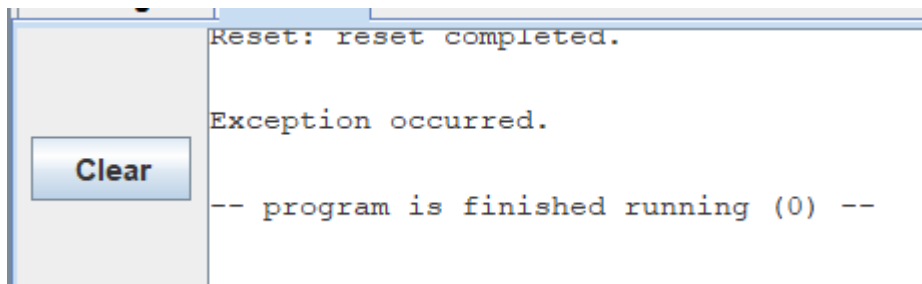 Reset: reset completed.
Exception occurred.
Clear
-- program is finished running (0) --